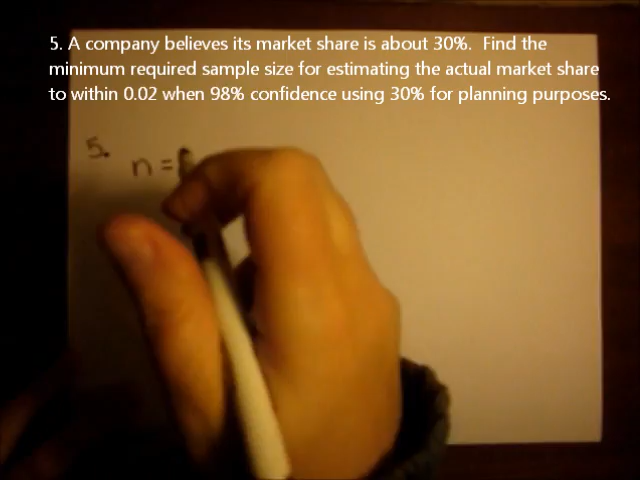 5. A company believes its market share is about 30%. Find the
minimum required sample size for estimating the actual market share
to within 0.02 when 98% confidence using 30% for planning purposes.
5.
n =